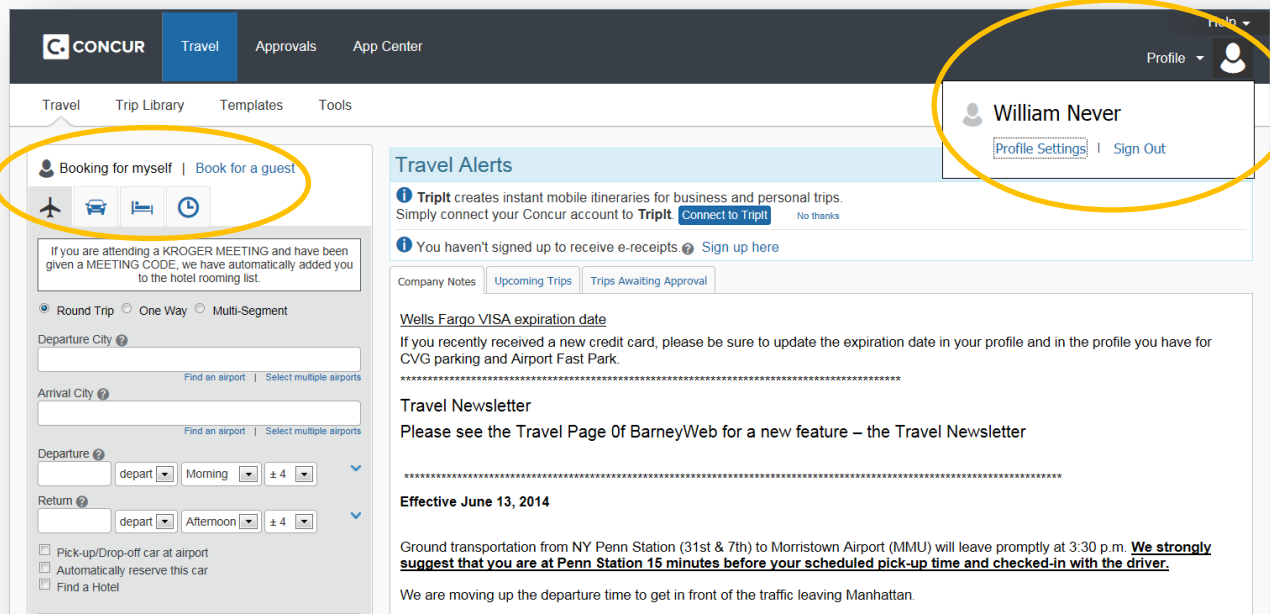 Help
C. CONCUR
Travel
Approvals
App Center
Profile
William Never
Profile Settings | Sign Out
Travel
Trip Library
Templates
Tools
Booking for myself | Book for a guest
If you are attending a KROGER MEETING and have been
given a MEETING CODE, we have automatically added you
to the hotel rooming list.
Round Trip One Way Multi-Segment
Departure City ?
Find an airport | Select multiple airports
Arrival City ?
Find an airport | Select multiple airports
Departure ?
depart Morning ± 4
Return ?
depart Afternoon ± 4
Pick-up/Drop-off car at airport
Automatically reserve this car
Find a Hotel
Travel Alerts
TripIt creates instant mobile itineraries for business and personal trips.
Simply connect your Concur account to TripIt. Connect to TripIt No thanks
You haven't signed up to receive e-receipts. ? Sign up here
Company Notes
Upcoming Trips
Trips Awaiting Approval
Wells Fargo VISA expiration date
If you recently received a new credit card, please be sure to update the expiration date in your profile and in the profile you have for
CVG parking and Airport Fast Park.
*********************************************************************************************
Travel Newsletter
Please see the Travel Page 0f BarneyWeb for a new feature – the Travel Newsletter
**************************************************************************************************************************
Effective June 13, 2014
Ground transportation from NY Penn Station (31st & 7th) to Morristown Airport (MMU) will leave promptly at 3:30 p.m. We strongly
suggest that you are at Penn Station 15 minutes before your scheduled pick-up time and checked-in with the driver.
We are moving up the departure time to get in front of the traffic leaving Manhattan.